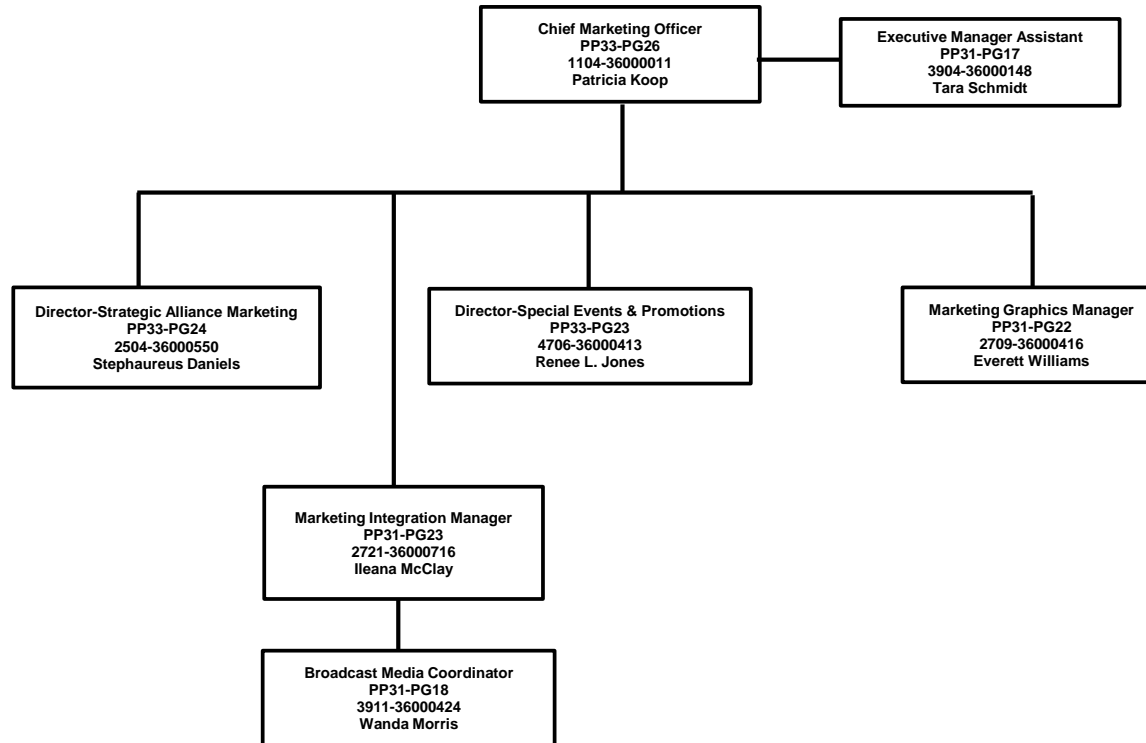 Chief Marketing Officer
PP33-PG26
1104-36000011
Patricia Koop
Executive Manager Assistant
PP31-PG17
3904-36000148
Tara Schmidt
Director-Strategic Alliance Marketing
PP33-PG24
2504-36000550
Stephaureus Daniels
Director-Special Events & Promotions
PP33-PG23
4706-36000413
Renee L. Jones
Marketing Graphics Manager
PP31-PG22
2709-36000416
Everett Williams
Marketing Integration Manager
PP31-PG23
2721-36000716
Ileana McClay
Broadcast Media Coordinator
PP31-PG18
3911-36000424
Wanda Morris